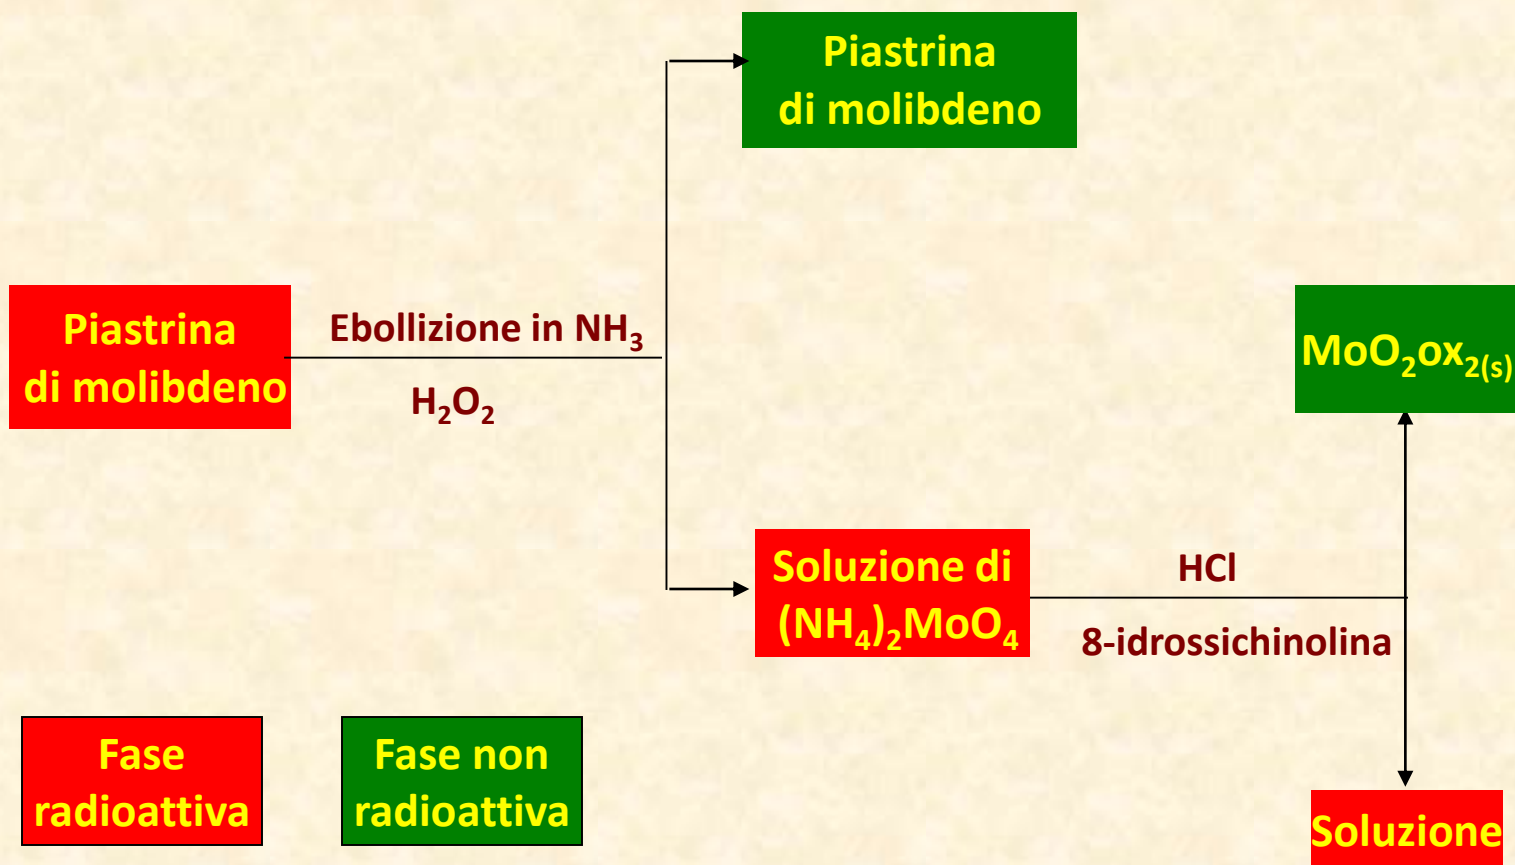 Piastrina
di molibdeno
Piastrina
di molibdeno
Ebollizione in NH₃
H₂O₂
MoO₂ox₂₍ₛ₎
Soluzione di
(NH₄)₂MoO₄
HCl
8-idrossichinolina
Fase
radioattiva
Fase non
radioattiva
Soluzione